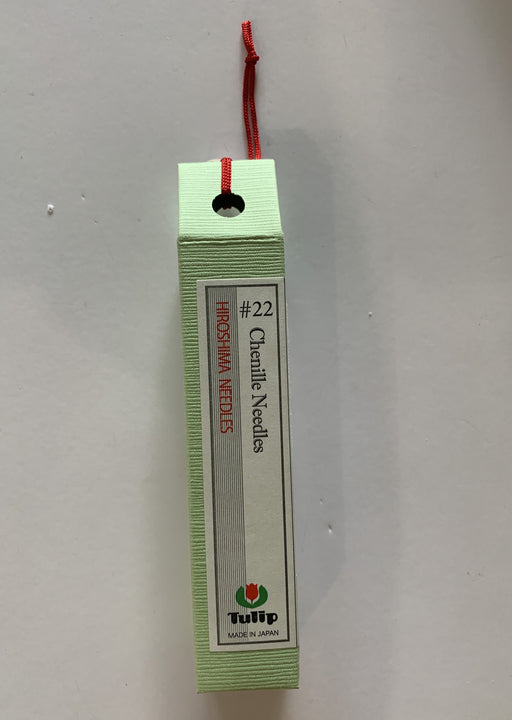 #22
Chenille Needles
HIROSHIMA NEEDLES
Tulip
MADE IN JAPAN